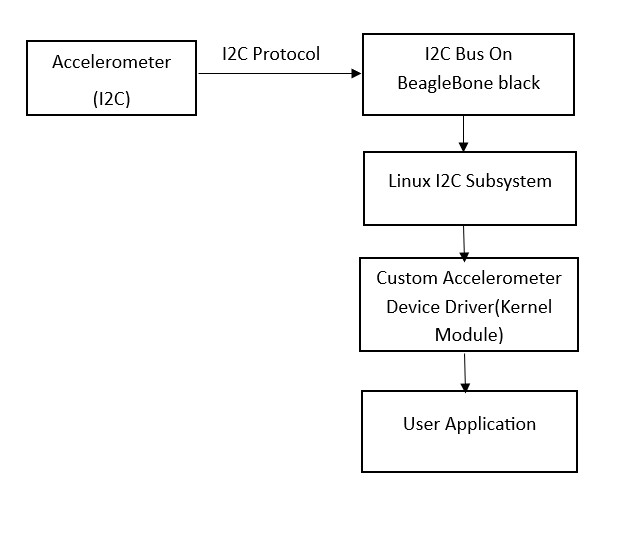 Accelerometer
(I2C)
I2C Protocol
I2C Bus On
BeagleBone black
Linux I2C Subsystem
Custom Accelerometer
Device Driver(Kernel
Module)
User Application